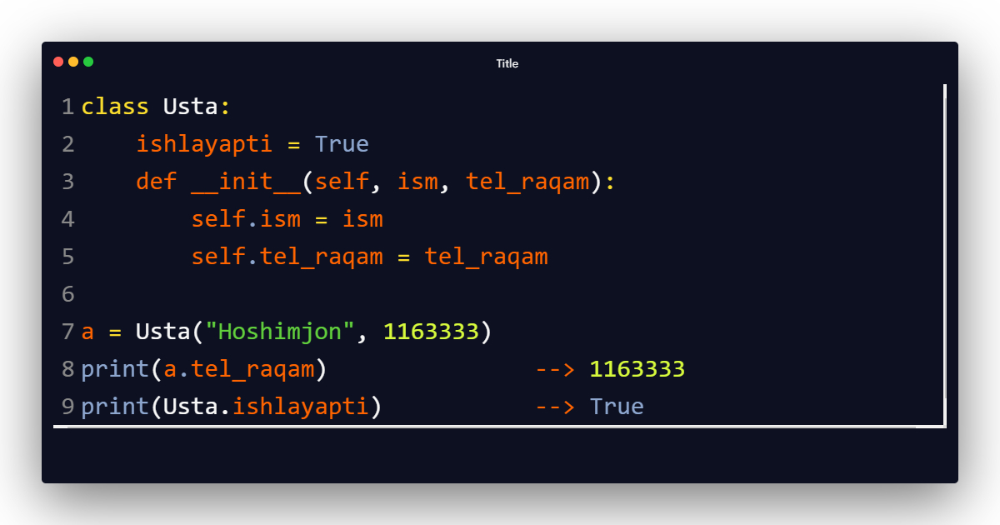 Title
1 class Usta:
2     ishlayapti = True
3     def __init__(self, ism, tel_raqam):
4         self.ism = ism
5         self.tel_raqam = tel_raqam
6
7 a = Usta("Hoshimjon", 1163333)
8 print(a.tel_raqam)               --> 1163333
9 print(Usta.ishlayapti)           --> True